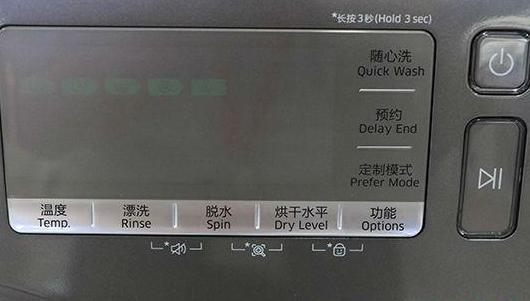 *长按3秒(Hold 3 sec)
随心洗
Quick Wash
预约
Delay End
定制模式
Prefer Mode
温度 漂洗 脱水 烘干水平 功能
Temp. Rinse Spin Dry Level Options
* * *